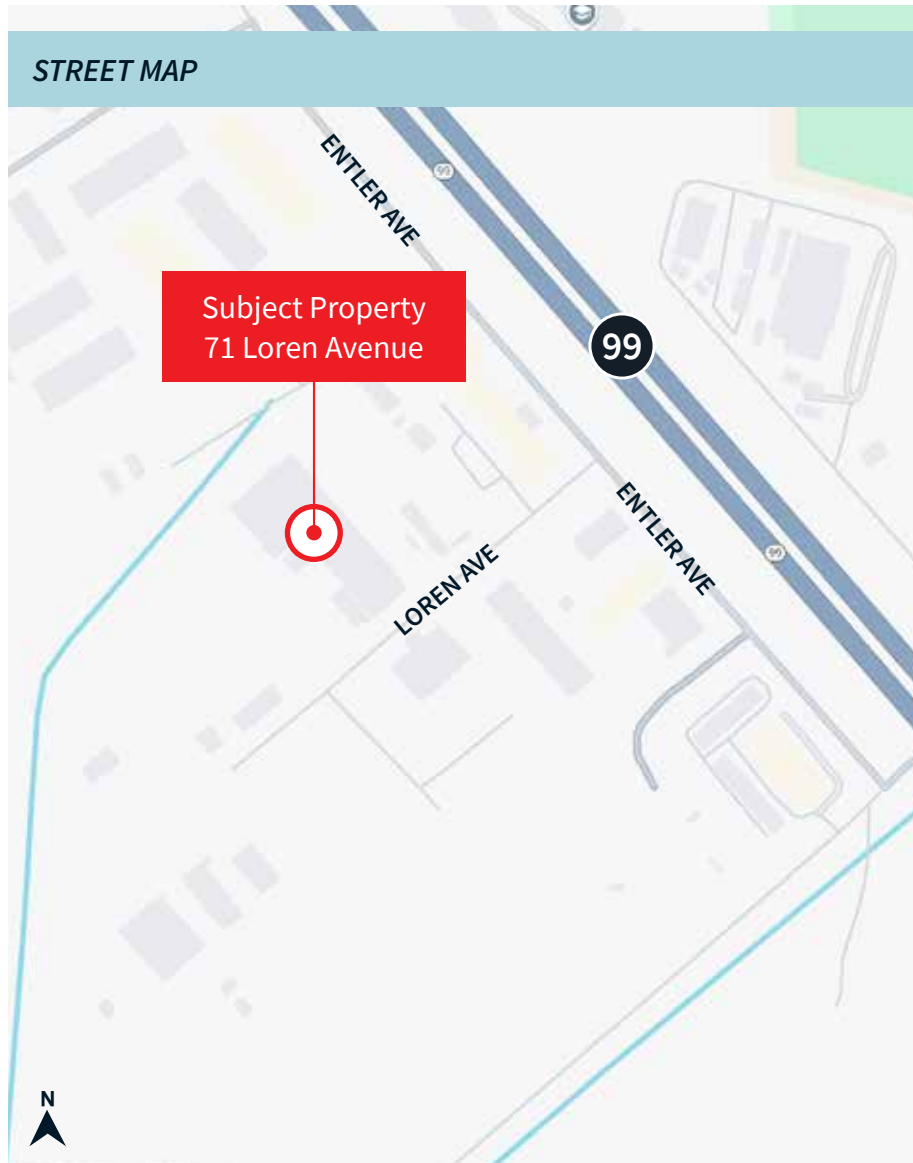 STREET MAP
ENTLER AVE
99
Subject Property
71 Loren Avenue
99
ENTLER AVE
LOREN AVE
99
N